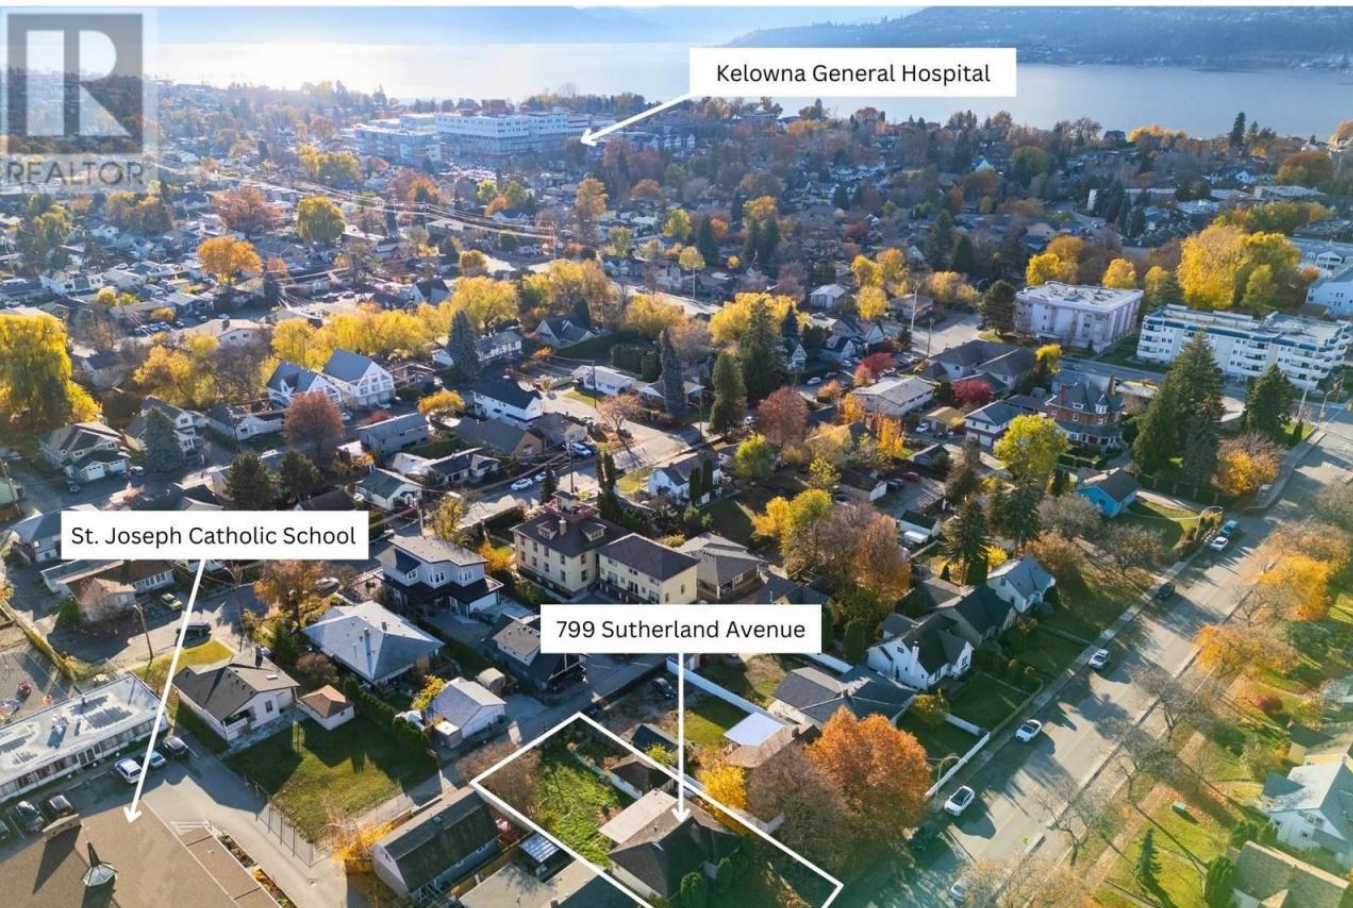 REALTOR
Kelowna General Hospital
St. Joseph Catholic School
799 Sutherland Avenue